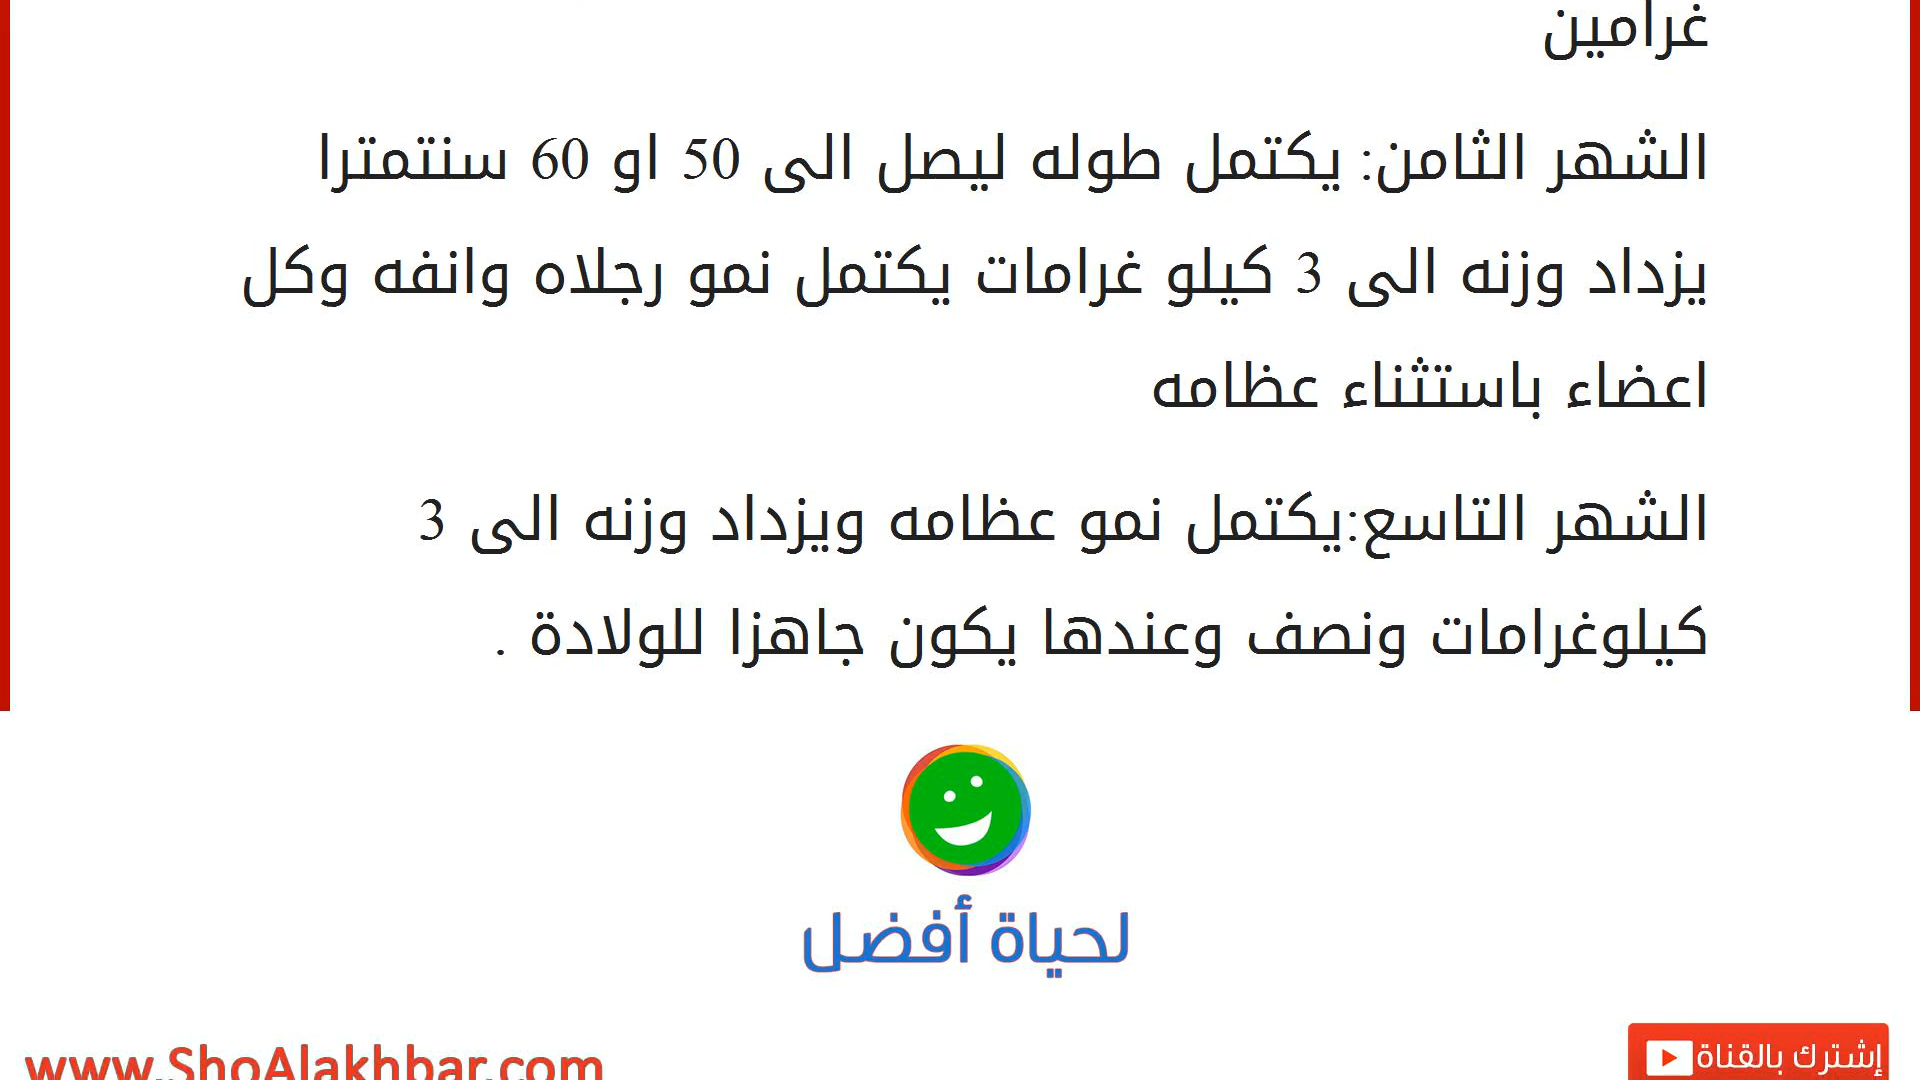 غرامين
الشهر الثامن: يكتمل طوله ليصل الى 50 او 60 سنتمترا
يزداد وزنه الى 3 كيلو غرامات يكتمل نمو رجلاه وانفه وكل
اعضاء باستثناء عظامه
الشهر التاسع:يكتمل نمو عظامه ويزداد وزنه الى 3
كيلوغرامات ونصف وعندها يكون جاهزا للولادة .
لحياة أفضل
www.ShoAlakhbar.com
إشترك بالقناة